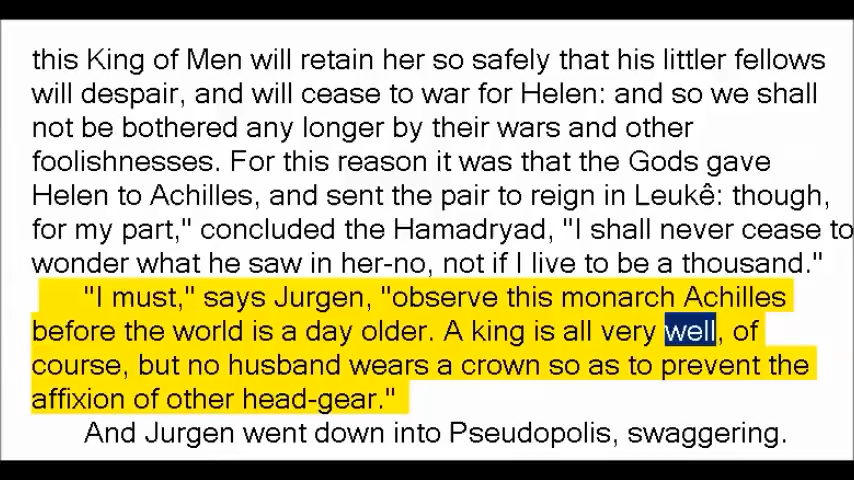 this King of Men will retain her so safely that his littler fellows
will despair, and will cease to war for Helen: and so we shall
not be bothered any longer by their wars and other
foolishnesses. For this reason it was that the Gods gave
Helen to Achilles, and sent the pair to reign in Leukê: though,
for my part," concluded the Hamadryad, "I shall never cease to
wonder what he saw in her-no, not if I live to be a thousand."
"I must," says Jurgen, "observe this monarch Achilles
before the world is a day older. A king is all very well, of
course, but no husband wears a crown so as to prevent the
affixion of other head-gear."
And Jurgen went down into Pseudopolis, swaggering.